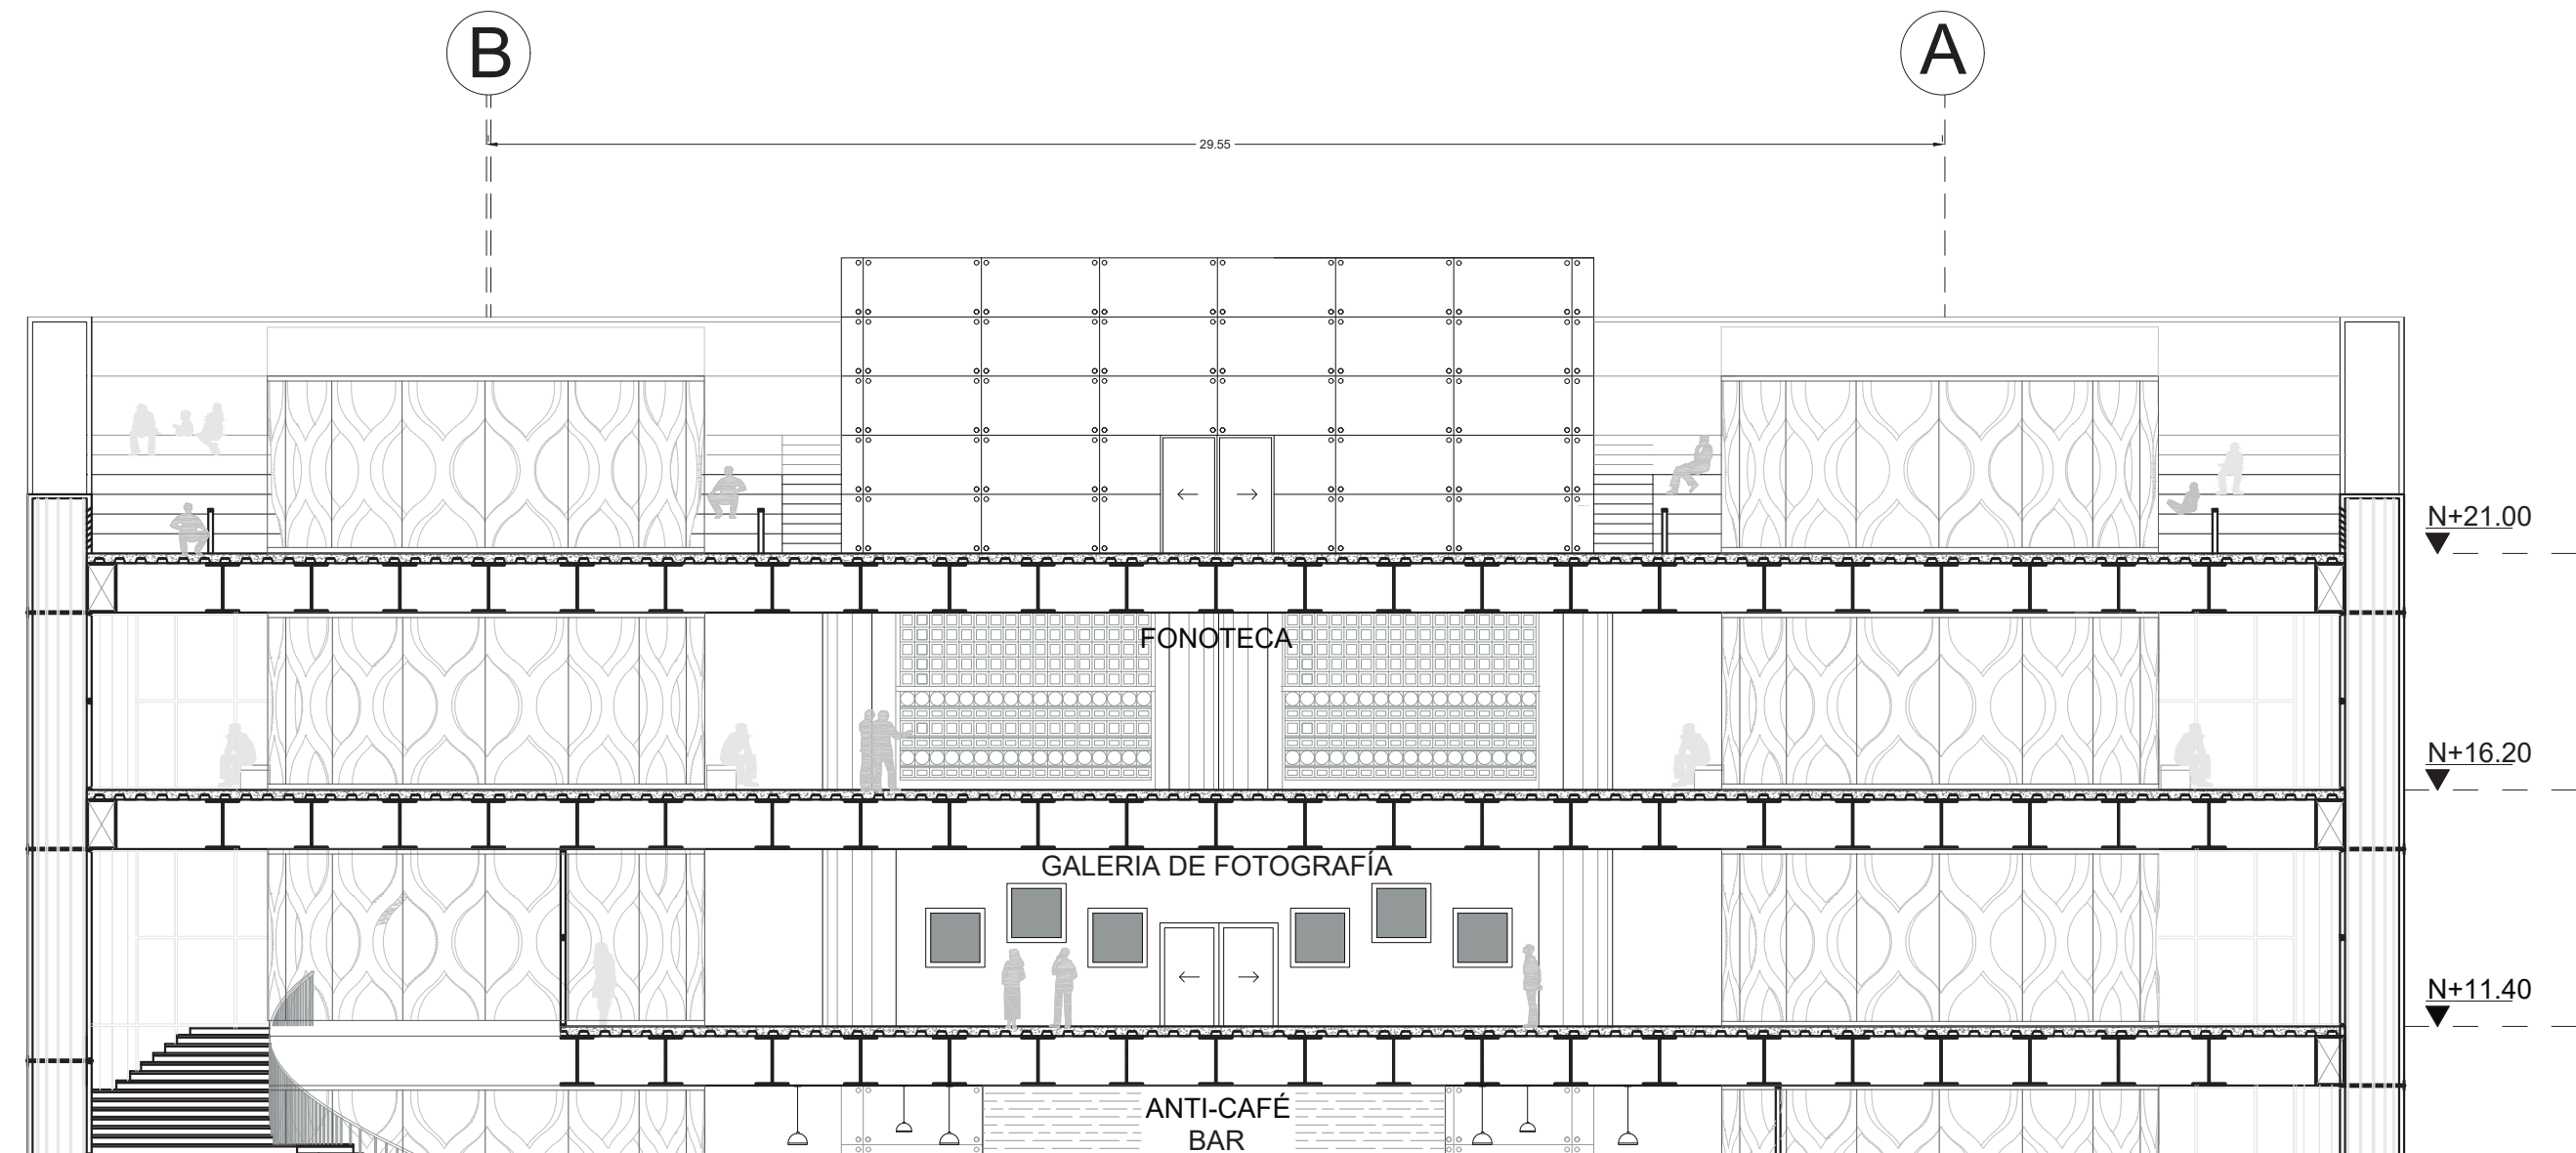 B
A
29.55
N+21.00
FONOTECA
N+16.20
GALERIA DE FOTOGRAFÍA
N+11.40
ANTI-CAFÉ
BAR